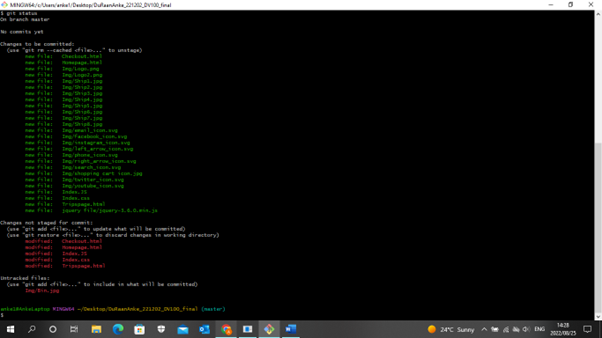 MINGW64:/c/Users/ankei/Desktop/DuRaanAnke_221202_DV100_final
$ git status
On branch master
No commits yet
Changes to be committed:
(use "git rm --cached <file>..." to unstage)
new file: Checkout.html
new file: Homepage.html
new file: Img/Logo.png
new file: Img/Logo2.png
new file: Img/Ship1.jpg
new file: Img/Ship2.jpg
new file: Img/Ship3.jpg
new file: Img/Ship4.jpg
new file: Img/Ship5.jpg
new file: Img/Ship6.jpg
new file: Img/Ship7.jpg
new file: Img/Ship8.jpg
new file: Img/email_icon.svg
new file: Img/facebook_icon.svg
new file: Img/instagram_icon.svg
new file: Img/left_arrow_icon.svg
new file: Img/phone_icon.svg
new file: Img/right_arrow_icon.svg
new file: Img/search_icon.svg
new file: Img/shopping cart icon.jpg
new file: Img/twitter_icon.svg
new file: Img/youtube_icon.svg
new file: Index.JS
new file: Index.css
new file: Tripspage.html
new file: jquery file/jquery-3.6.0.min.js
Changes not staged for commit:
(use "git add <file>..." to update what will be committed)
(use "git restore <file>..." to discard changes in working directory)
modified: Checkout.html
modified: Homepage.html
modified: Index.JS
modified: Index.css
modified: Tripspage.html
Untracked files:
(use "git add <file>..." to include in what will be committed)
Img/Bin.jpg
MINGW64 ~/Desktop/DuRaanAnke_221202_DV100_final (master)
$
24°C Sunny
ENG
14:28
2022/08/25